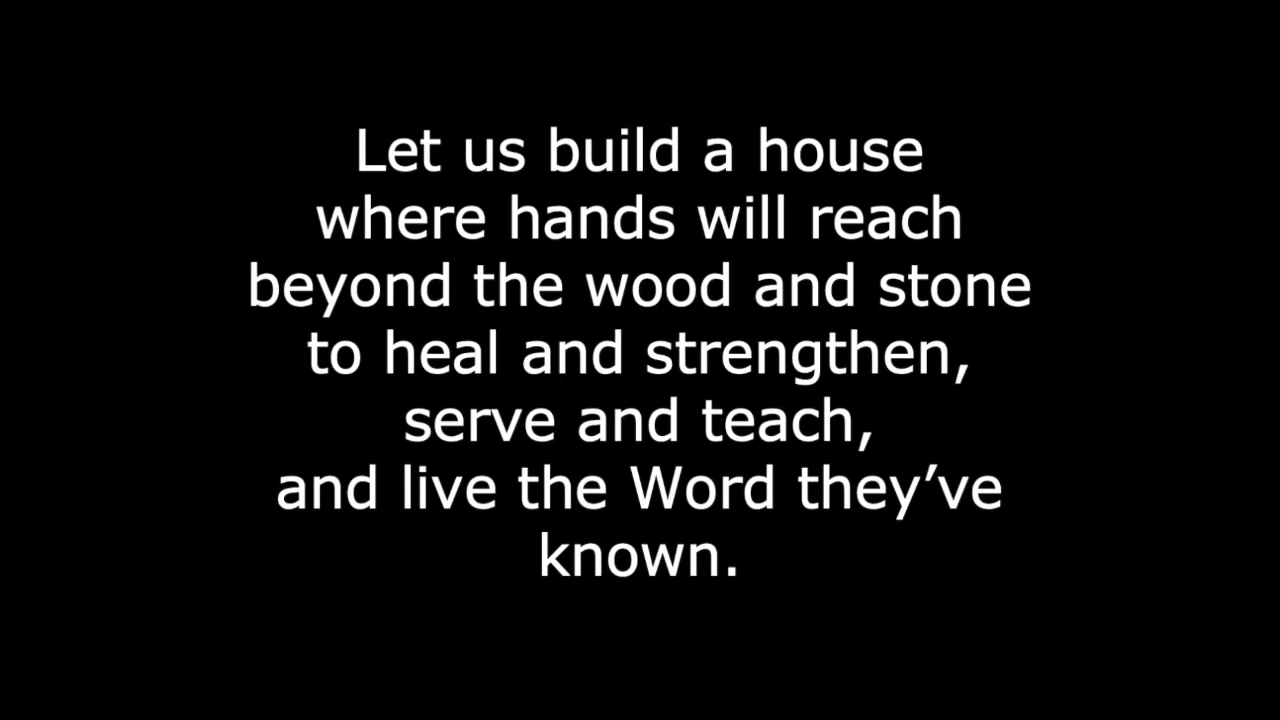 Let us build a house
where hands will reach
beyond the wood and stone
to heal and strengthen,
serve and teach,
and live the Word they’ve
known.